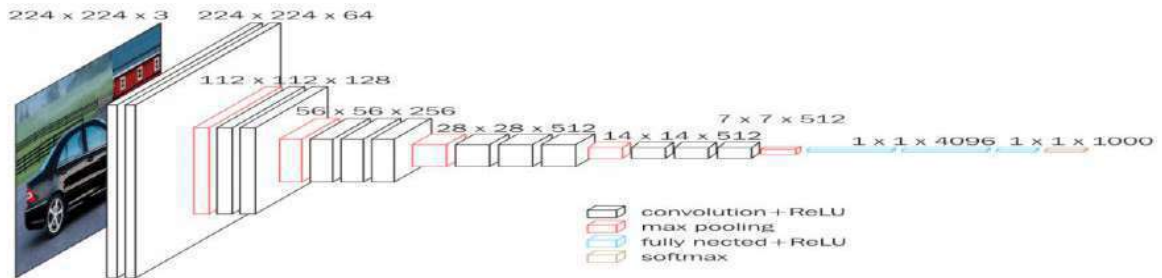 224 x 224 x 3
224 x 224 x 64
112 x 112 x 128
56 x 56 x 256
28 x 28 x 512
14 x 14 x 512
7 x 7 x 512
1 x 1 x 4096
1 x 1 x 1000
convolution+ReLU
max pooling
fully nected+ReLU
softmax